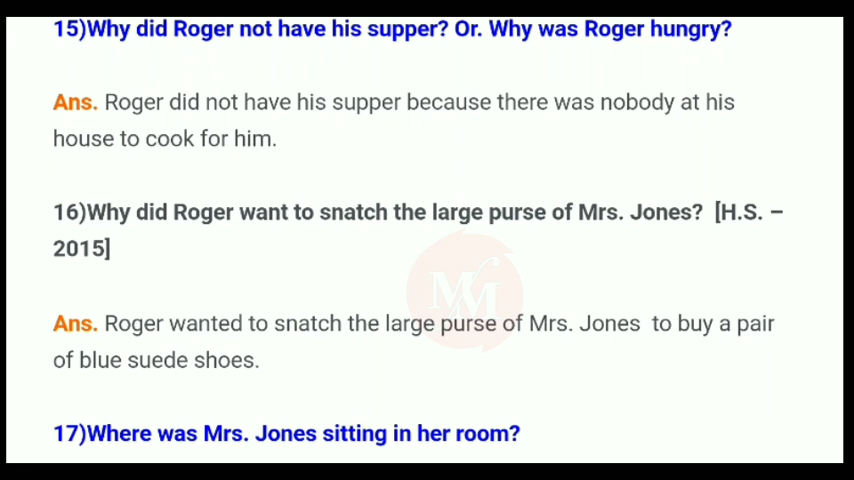 15)Why did Roger not have his supper? Or. Why was Roger hungry?
Ans. Roger did not have his supper because there was nobody at his
house to cook for him.
16)Why did Roger want to snatch the large purse of Mrs. Jones? [H.S. –
2015]
MM
Ans. Roger wanted to snatch the large purse of Mrs. Jones to buy a pair
of blue suede shoes.
17)Where was Mrs. Jones sitting in her room?